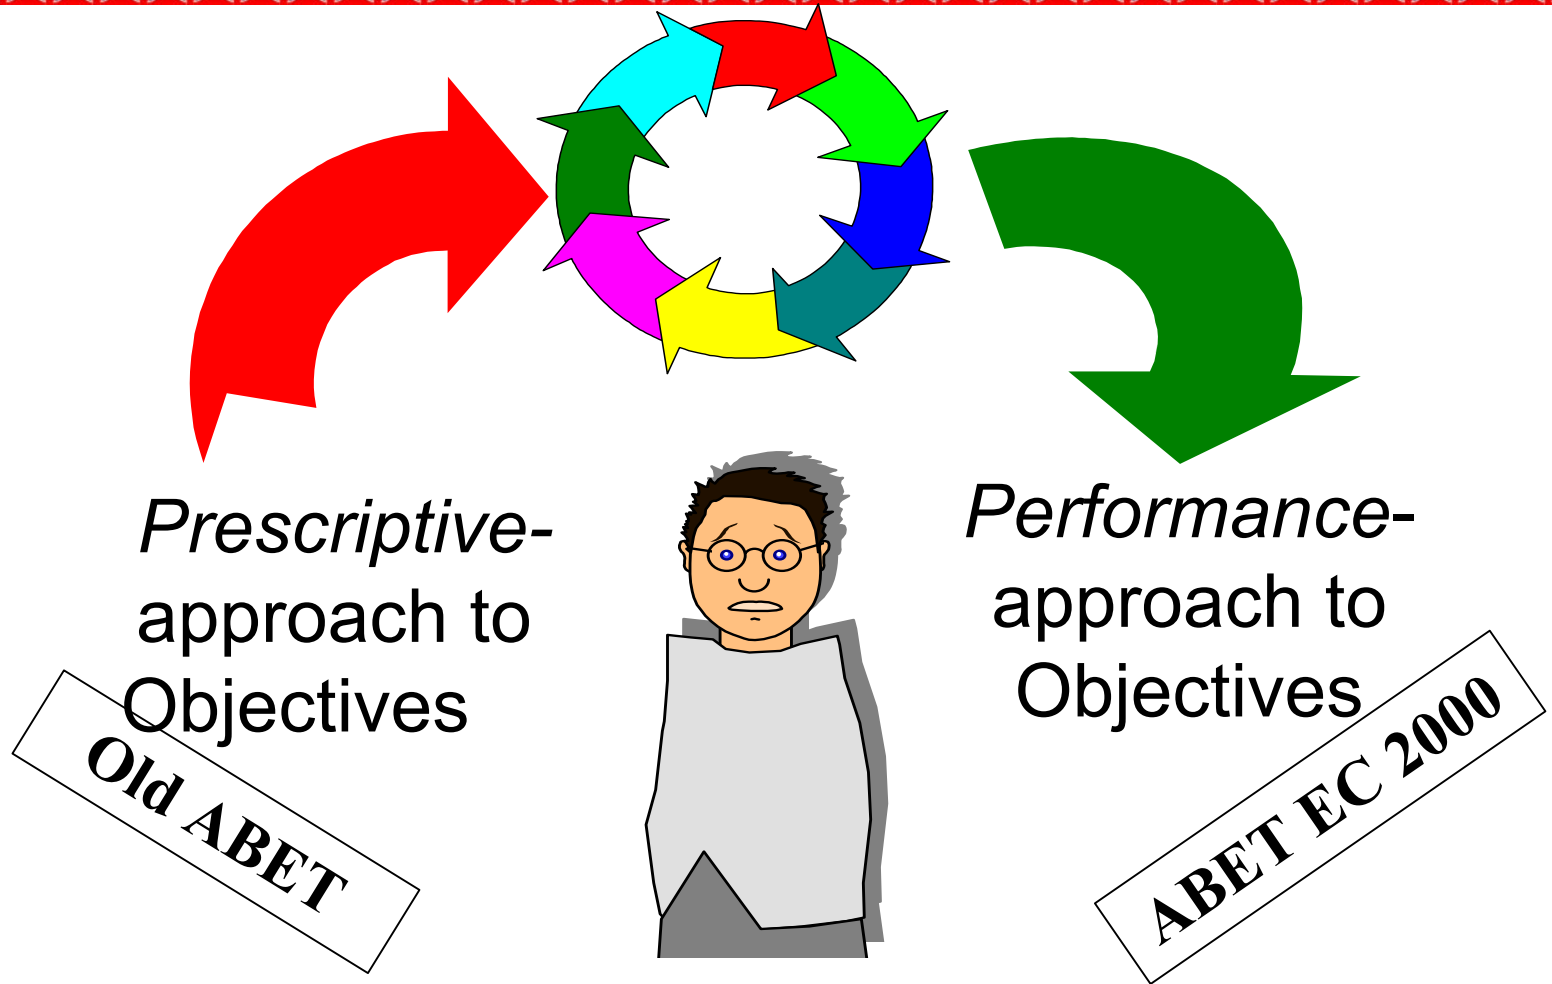 Prescriptive-
approach to
Objectives
Old ABET
Performance-
approach to
Objectives
ABET EC 2000